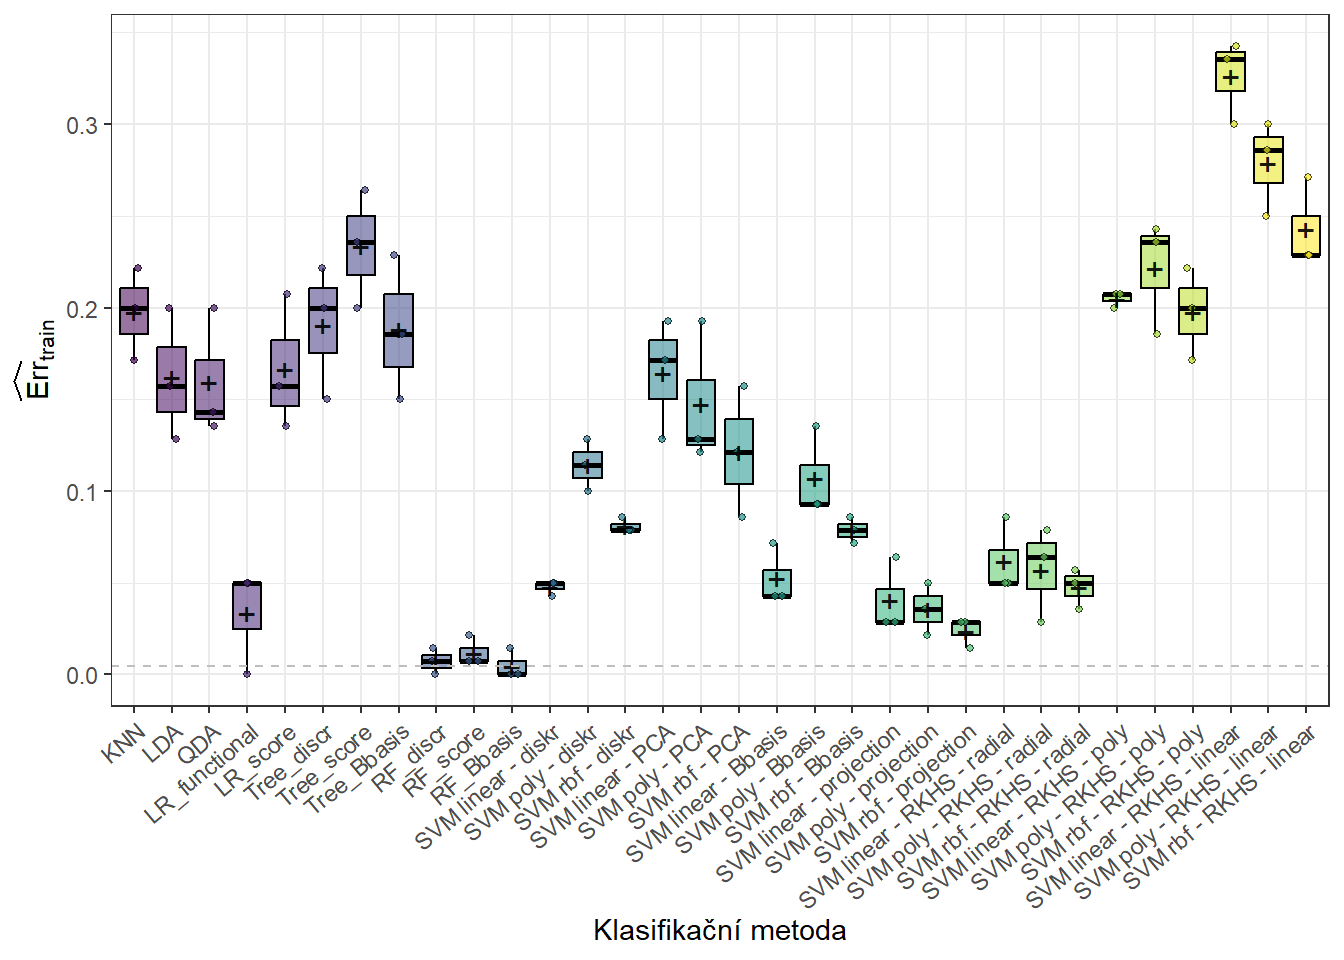 0.3
0.2
0.1
0.0
Err train
KNN
LDA
QDA
LR_functional
LR_score
Tree_discr
Tree_score
Tree_Bbasis
RF_discr
RF_score
RF_Bbasis
SVM linear - diskr
SVM poly - diskr
SVM rbf - diskr
SVM linear - PCA
SVM poly - PCA
SVM rbf - PCA
SVM linear - Bbasis
SVM poly - Bbasis
SVM rbf - Bbasis
SVM linear - projection
SVM poly - projection
SVM rbf - projection
SVM linear - RKHS - radial
SVM poly - RKHS - radial
SVM rbf - RKHS - radial
SVM linear - RKHS - poly
SVM poly - RKHS - poly
SVM rbf - RKHS - poly
SVM linear - RKHS - linear
SVM poly - RKHS - linear
SVM rbf - RKHS - linear
Klasifikační metoda